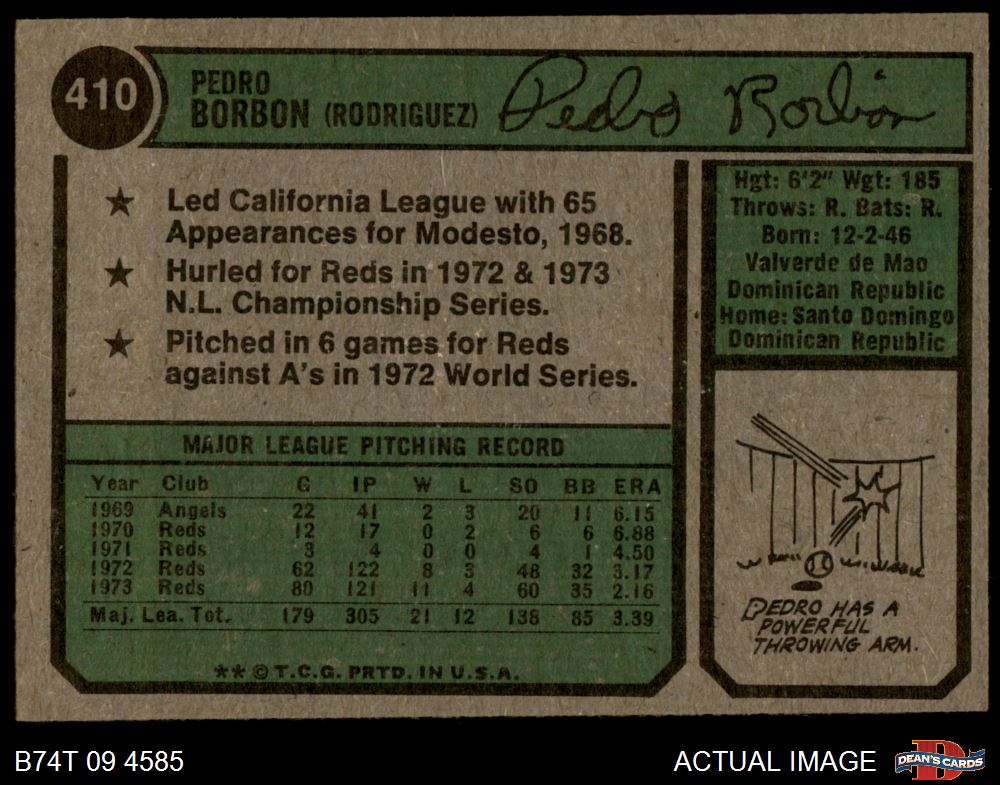 410
PEDRO
BORBON (RODRIGUEZ)
Pedro Borbon
★ Led California League with 65
Appearances for Modesto, 1968.
★ Hurled for Reds in 1972 & 1973
N.L. Championship Series.
★ Pitched in 6 games for Reds
against A's in 1972 World Series.
Hgt: 6'2" Wgt: 185
Throws: R. Bats: R.
Born: 12-2-46
Valverde de Mao
Dominican Republic
Home: Santo Domingo
Dominican Republic
MAJOR LEAGUE PITCHING RECORD
Year Club G IP W L SO BB ERA
1969 Angels 22 41 2 3 20 11 6.15
1970 Reds 12 17 0 2 6 6 6.88
1971 Reds 3 4 0 0 4 1 4.50
1972 Reds 62 122 8 3 48 32 3.17
1973 Reds 80 121 11 4 60 35 2.16
Maj. Lea. Tot. 179 305 21 12 138 85 3.39
** © T.C.G. PRTD. IN U.S.A.
PEDRO HAS A
POWERFUL
THROWING ARM.
B74T 09 4585
ACTUAL IMAGE
DEAN'S CARDS